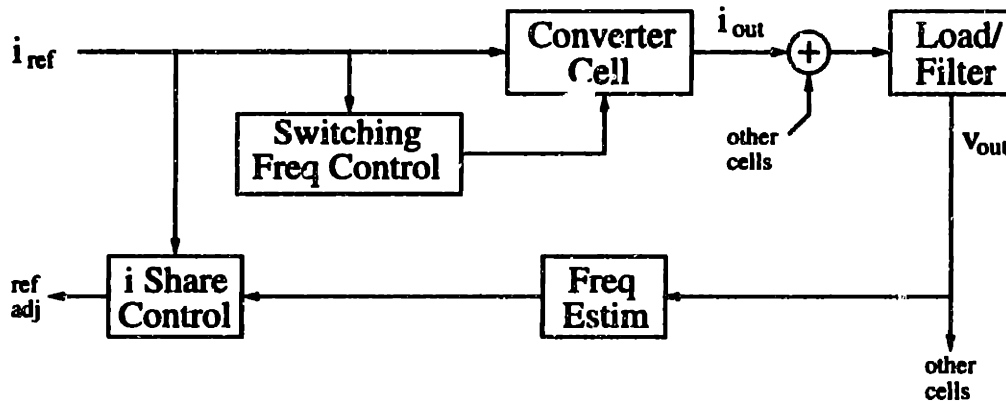 i ref
Converter
Cell
i out
+
Load/
Filter
Switching
Freq Control
other
cells
v out
ref
adj
i Share
Control
Freq
Estim
other
cells